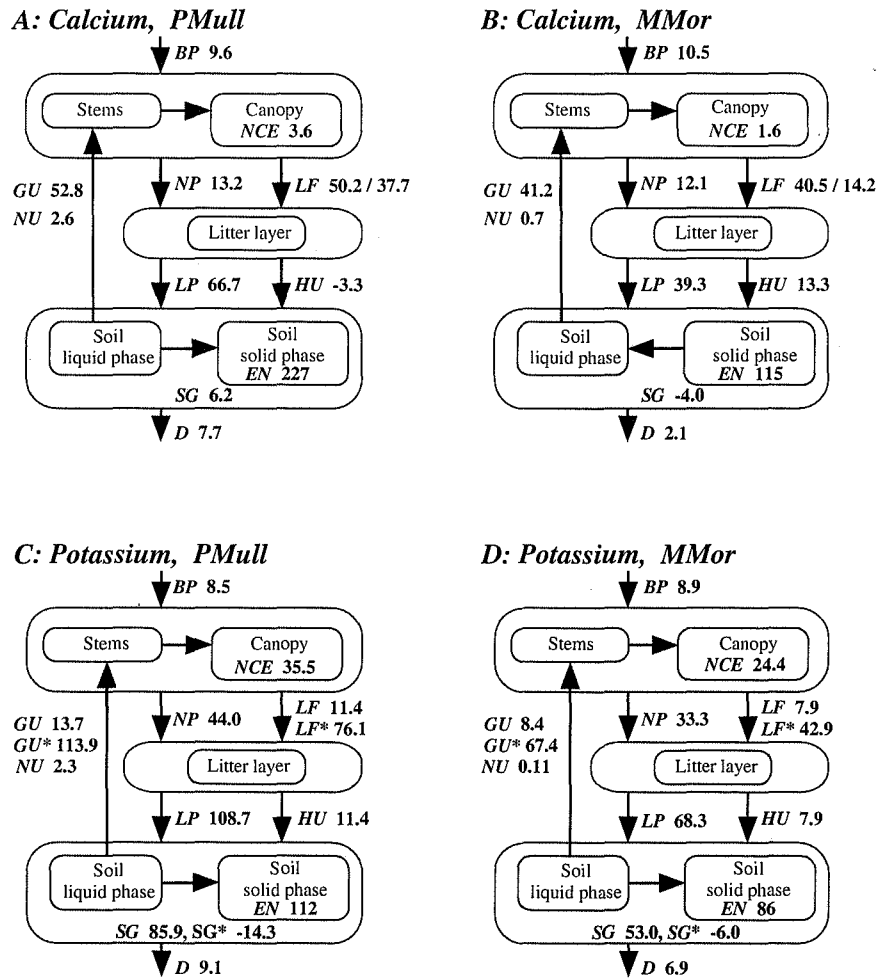 A: Calcium, PMull
BP 9.6
Stems
Canopy
NCE 3.6
GU 52.8
NU 2.6
NP 13.2
LF 50.2 / 37.7
Litter layer
LP 66.7
HU -3.3
Soil
liquid phase
Soil
solid phase
EN 227
SG 6.2
D 7.7
B: Calcium, MMor
BP 10.5
Stems
Canopy
NCE 1.6
GU 41.2
NU 0.7
NP 12.1
LF 40.5 / 14.2
Litter layer
LP 39.3
HU 13.3
Soil
liquid phase
Soil
solid phase
EN 115
SG -4.0
D 2.1
C: Potassium, PMull
BP 8.5
Stems
Canopy
NCE 35.5
GU 13.7
GU* 113.9
NU 2.3
NP 44.0
LF 11.4
LF* 76.1
Litter layer
LP 108.7
HU 11.4
Soil
liquid phase
Soil
solid phase
EN 112
SG 85.9, SG* -14.3
D 9.1
D: Potassium, MMor
BP 8.9
Stems
Canopy
NCE 24.4
GU 8.4
GU* 67.4
NU 0.11
NP 33.3
LF 7.9
LF* 42.9
Litter layer
LP 68.3
HU 7.9
Soil
liquid phase
Soil
solid phase
EN 86
SG 53.0, SG* -6.0
D 6.9